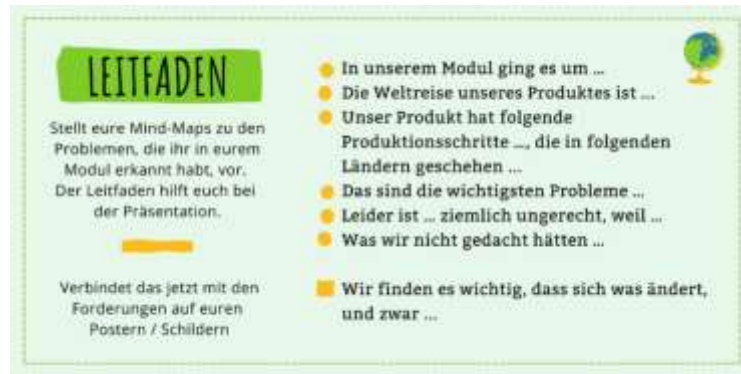 LEITFADEN
Stellt eure Mind-Maps zu den
Problemen, die ihr in eurem
Modul erkannt habt, vor.
Der Leitfaden hilft euch bei
der Präsentation.
Verbindet das jetzt mit den
Forderungen auf euren
Postern / Schildern
In unserem Modul ging es um ...
Die Weltreise unseres Produktes ist ...
Unser Produkt hat folgende
Produktionsschritte ..., die in folgenden
Ländern geschehen ...
Das sind die wichtigsten Probleme ...
Leider ist ... ziemlich ungerecht, weil ...
Was wir nicht gedacht hätten ...
Wir finden es wichtig, dass sich was ändert,
und zwar ...